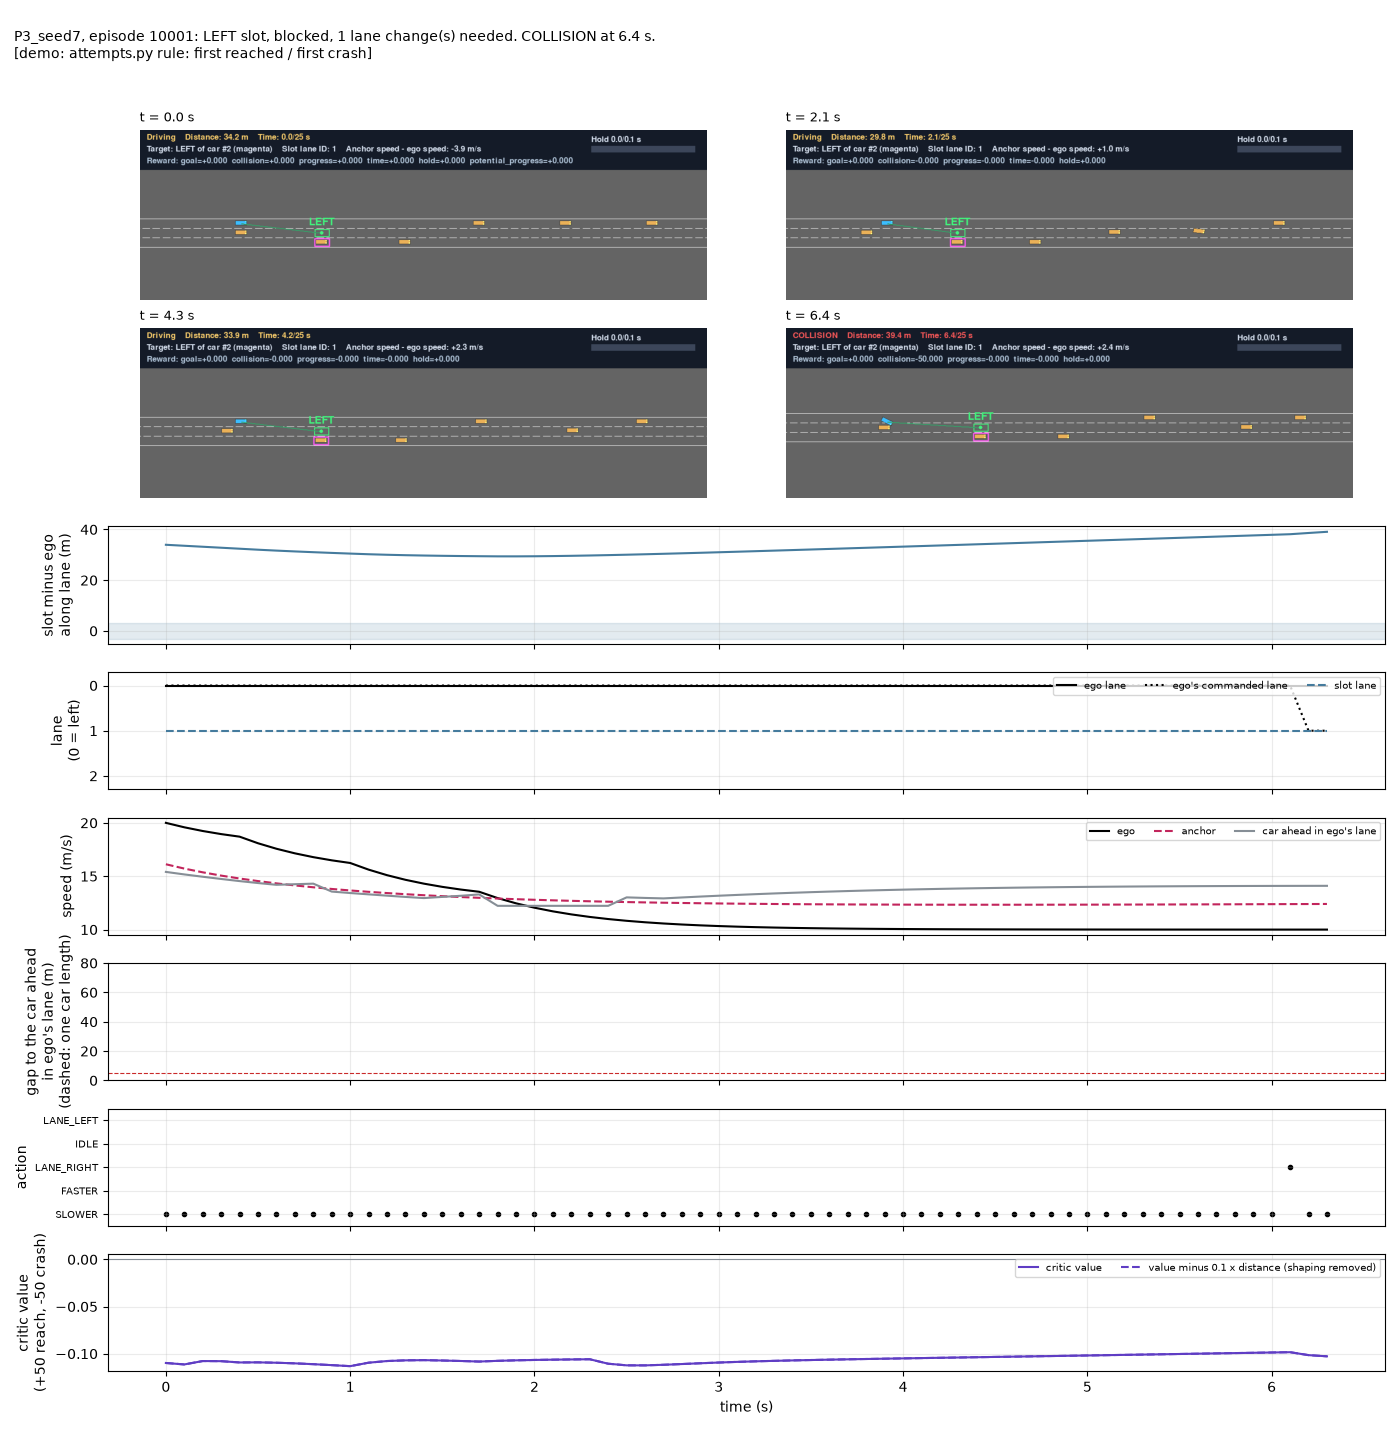 P3_seed7, episode 10001: LEFT slot, blocked, 1 lane change(s) needed. COLLISION at 6.4 s.
[demo: attempts.py rule: first reached / first crash]
t = 0.0 s
Driving Distance: 34.2 m Time: 0.0/25 s
Hold 0.0/0.1 s
Target: LEFT of car #2 (magenta) Slot lane ID: 1 Anchor speed - ego speed: -3.9 m/s
Reward: goal=+0.000 collision=+0.000 progress=+0.000 time=+0.000 hold=+0.000 potential_progress=+0.000
LEFT
t = 2.1 s
Driving Distance: 29.8 m Time: 2.1/25 s
Hold 0.0/0.1 s
Target: LEFT of car #2 (magenta) Slot lane ID: 1 Anchor speed - ego speed: +1.0 m/s
Reward: goal=+0.000 collision=-0.000 progress=-0.000 time=-0.000 hold=+0.000
LEFT
t = 4.3 s
Driving Distance: 33.9 m Time: 4.2/25 s
Hold 0.0/0.1 s
Target: LEFT of car #2 (magenta) Slot lane ID: 1 Anchor speed - ego speed: +2.3 m/s
Reward: goal=+0.000 collision=-0.000 progress=-0.000 time=-0.000 hold=+0.000
LEFT
t = 6.4 s
COLLISION Distance: 39.4 m Time: 6.4/25 s
Hold 0.0/0.1 s
Target: LEFT of car #2 (magenta) Slot lane ID: 1 Anchor speed - ego speed: +2.4 m/s
Reward: goal=+0.000 collision=-50.000 progress=-0.000 time=-0.000 hold=+0.000
LEFT
slot minus ego
along lane (m)
40
20
0
lane
(0 = left)
0
1
2
ego lane
ego's commanded lane
slot lane
speed (m/s)
20
15
10
ego
anchor
car ahead in ego's lane
gap to the car ahead
in ego's lane (m)
(dashed: one car length)
80
60
40
20
0
action
LANE_LEFT
IDLE
LANE_RIGHT
FASTER
SLOWER
critic value
(+50 reach, -50 crash)
0.00
−0.05
−0.10
critic value
value minus 0.1 x distance (shaping removed)
0
1
2
3
4
5
6
time (s)